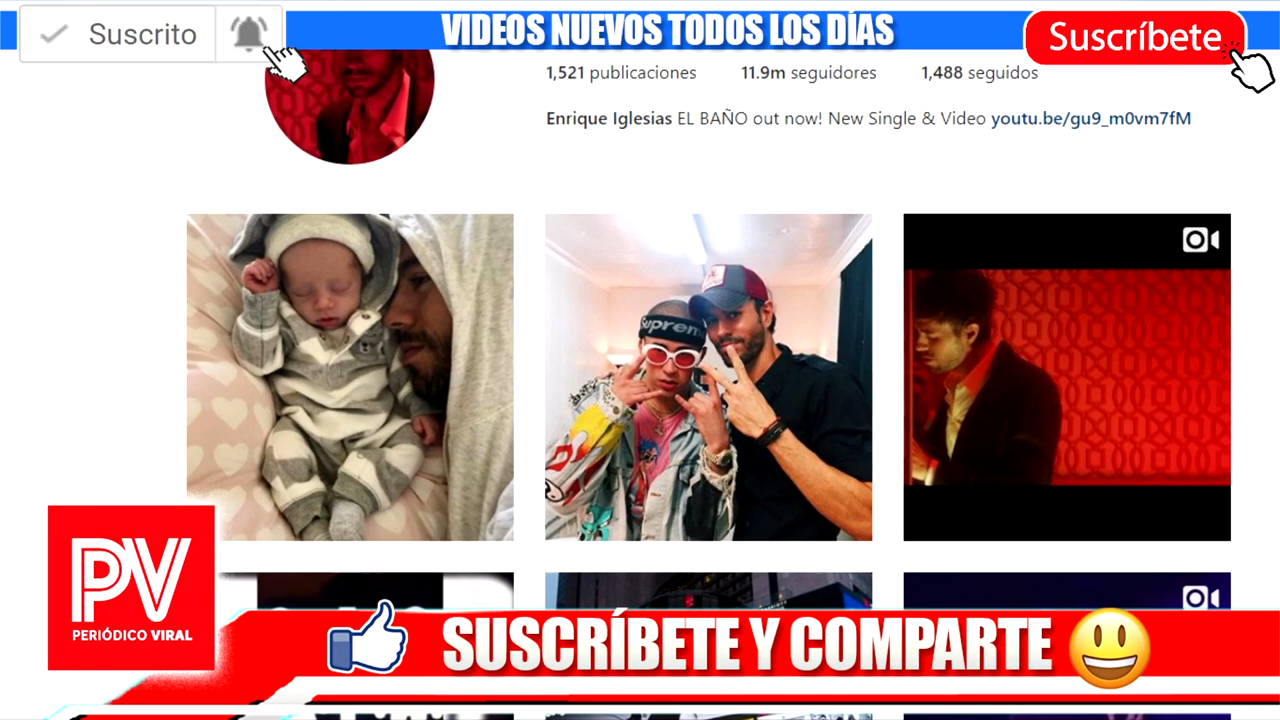 Suscrito
VIDEOS NUEVOS TODOS LOS DÍAS
Suscríbete
1,521 publicaciones 11.9m seguidores 1,488 seguidos
Enrique Iglesias EL BAÑO out now! New Single & Video youtu.be/gu9_m0vm7fM
Supreme
PV
PERIÓDICO VIRAL
SUSCRÍBETE Y COMPARTE